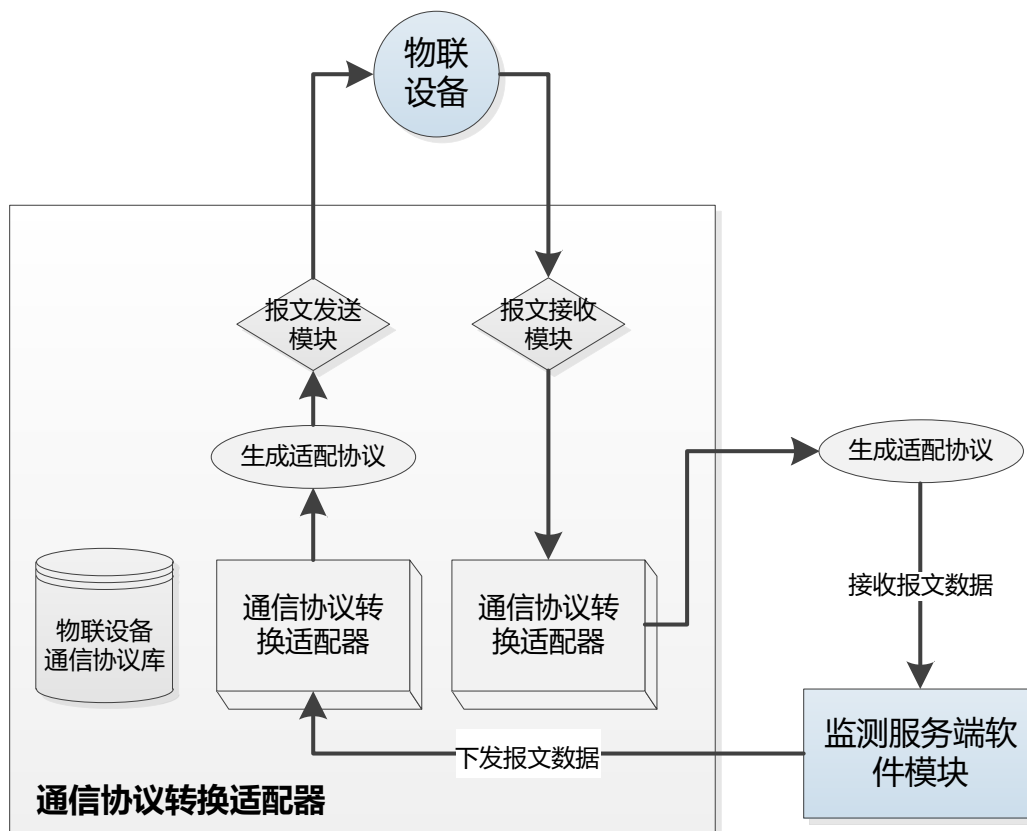 物联
设备
报文发送
模块
报文接收
模块
生成适配协议
生成适配协议
物联设备
通信协议库
通信协议转
换适配器
通信协议转
换适配器
接收报文数据
下发报文数据
监测服务端软
件模块
通信协议转换适配器